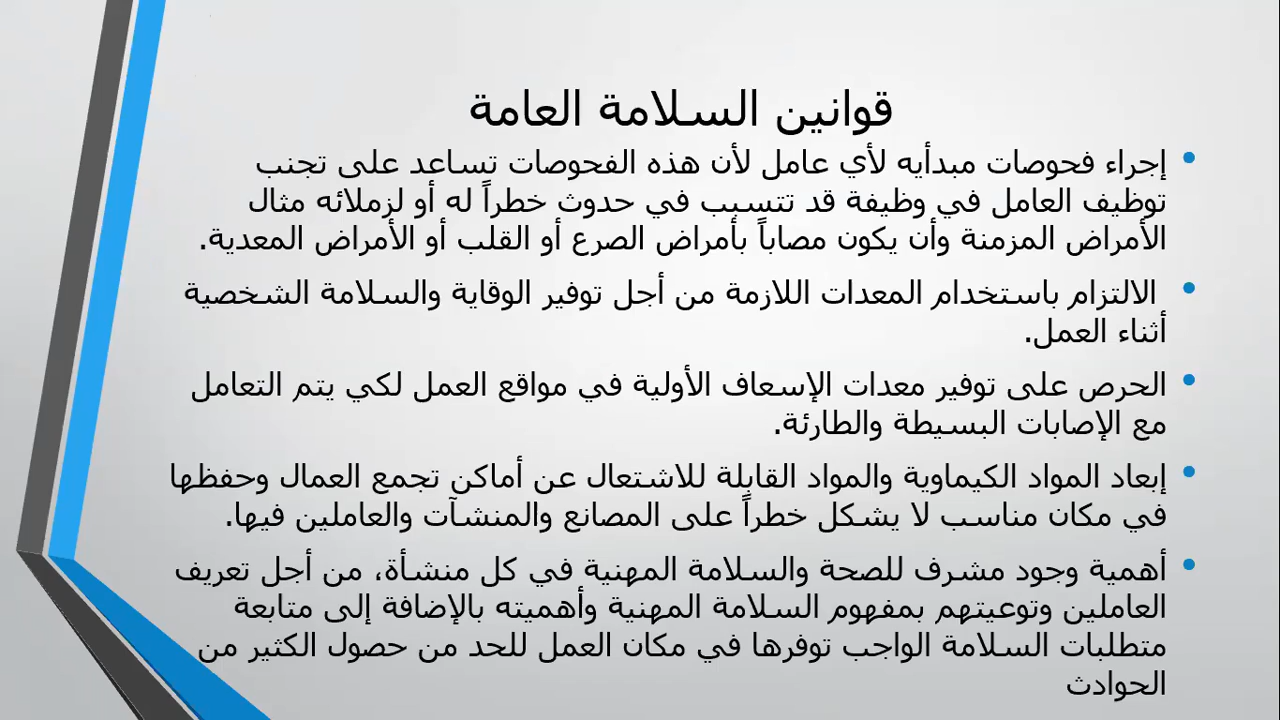 قوانين السلامة العامة
إجراء فحوصات مبدأيه لأي عامل لأن هذه الفحوصات تساعد على تجنب
توظيف العامل في وظيفة قد تتسبب في حدوث خطراً له أو لزملائه مثال
الأمراض المزمنة وأن يكون مصاباً بأمراض الصرع أو القلب أو الأمراض المعدية.
الالتزام باستخدام المعدات اللازمة من أجل توفير الوقاية والسلامة الشخصية
أثناء العمل.
الحرص على توفير معدات الإسعاف الأولية في مواقع العمل لكي يتم التعامل
مع الإصابات البسيطة والطارئة.
إبعاد المواد الكيماوية والمواد القابلة للاشتعال عن أماكن تجمع العمال وحفظها
في مكان مناسب لا يشكل خطراً على المصانع والمنشآت والعاملين فيها.
أهمية وجود مشرف للصحة والسلامة المهنية في كل منشأة، من أجل تعريف
العاملين وتوعيتهم بمفهوم السلامة المهنية وأهميته بالإضافة إلى متابعة
متطلبات السلامة الواجب توفرها في مكان العمل للحد من حصول الكثير من
الحوادث